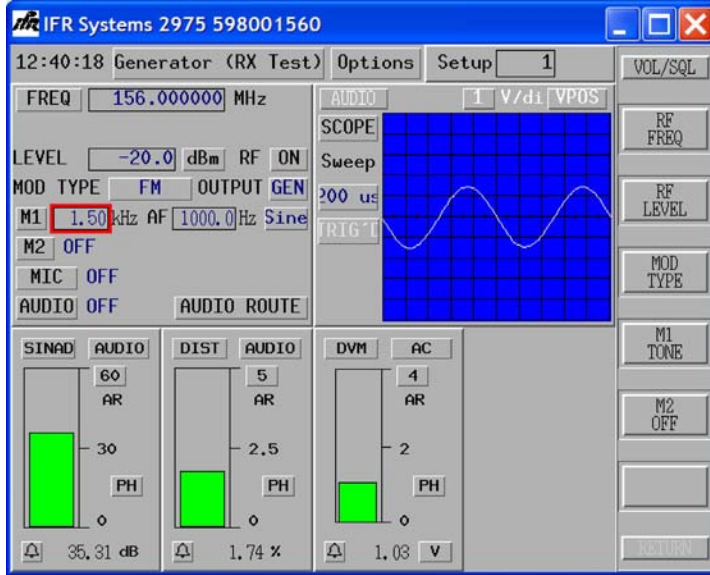 IFR IFR Systems 2975 598001560
12:40:18 Generator (RX Test) Options Setup 1
FREQ 156.000000 MHz
LEVEL -20.0 dBm RF ON
MOD TYPE FM OUTPUT GEN
M1 1.50 kHz AF 1000.0 Hz Sine
M2 OFF
MIC OFF
AUDIO OFF AUDIO ROUTE
AUDIO 1 V/di VPOS
SCOPE
Sweep
200 us
TRIG'D
SINAD AUDIO
60
AR
30
PH
0
35.31 dB
DIST AUDIO
5
AR
2.5
PH
0
1.74 %
DVM AC
4
AR
2
PH
0
1.03 V
VOL/SQL
RF
FREQ
RF
LEVEL
MOD
TYPE
M1
TONE
M2
OFF
RETURN